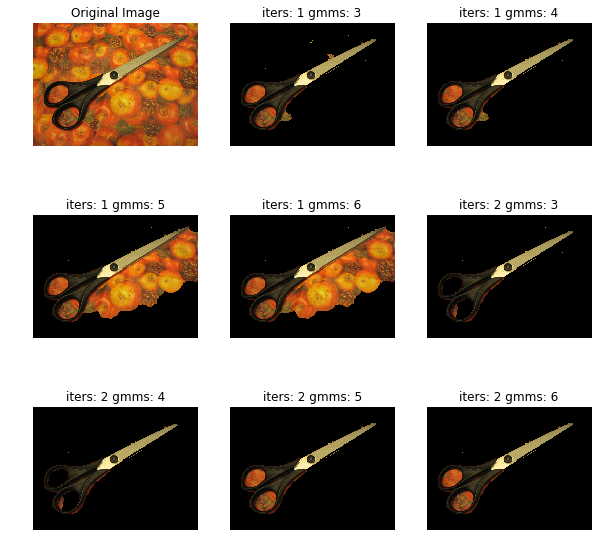 Original Image
iters: 1 gmms: 3
iters: 1 gmms: 4
iters: 1 gmms: 5
iters: 1 gmms: 6
iters: 2 gmms: 3
iters: 2 gmms: 4
iters: 2 gmms: 5
iters: 2 gmms: 6